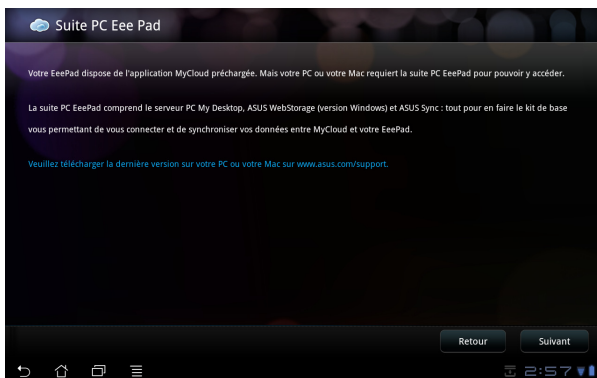 Suite PC Eee Pad
Votre EeePad dispose de l'application MyCloud préchargée. Mais votre PC ou votre Mac requiert la suite PC EeePad pour pouvoir y accéder.
La suite PC EeePad comprend le serveur PC My Desktop, ASUS WebStorage (version Windows) et ASUS Sync : tout pour en faire le kit de base
vous permettant de vous connecter et de synchroniser vos données entre MyCloud et votre EeePad.
Veuillez télécharger la dernière version sur votre PC ou votre Mac sur www.asus.com/support.
Retour Suivant
2:57